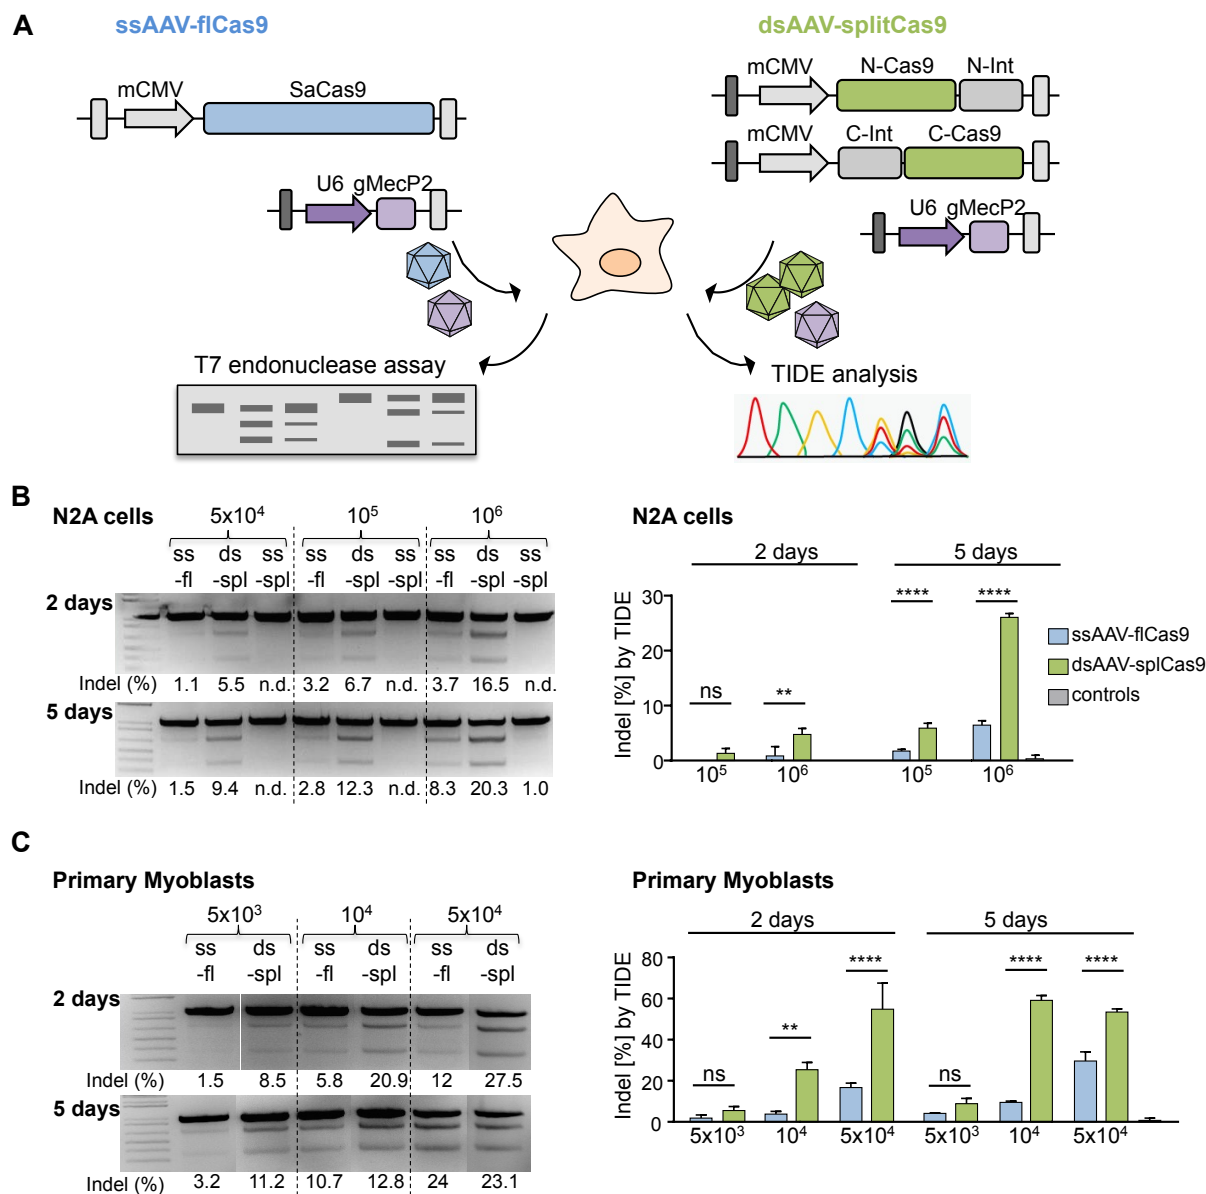 A
ssAAV-flCas9
dsAAV-splitCas9
mCMV SaCas9
mCMV N-Cas9 N-Int
mCMV C-Int C-Cas9
U6 gMecP2
U6 gMecP2
T7 endonuclease assay
TIDE analysis
B
N2A cells
5x10⁴ 10⁵ 10⁶
ss ds ss ss ds ss ss ds ss
-fl -spl -spl -fl -spl -spl -fl -spl -spl
2 days
Indel (%) 1.1 5.5 n.d. 3.2 6.7 n.d. 3.7 16.5 n.d.
5 days
Indel (%) 1.5 9.4 n.d. 2.8 12.3 n.d. 8.3 20.3 1.0
N2A cells
2 days 5 days
Indel [%] by TIDE
30
20
10
0
ns ** **** ****
10⁵ 10⁶ 10⁵ 10⁶
ssAAV-flCas9
dsAAV-splCas9
controls
C
Primary Myoblasts
5x10³ 10⁴ 5x10⁴
ss ds ss ds ss ds
-fl -spl -fl -spl -fl -spl
2 days
Indel (%) 1.5 8.5 5.8 20.9 12 27.5
5 days
Indel (%) 3.2 11.2 10.7 12.8 24 23.1
Primary Myoblasts
2 days 5 days
Indel [%] by TIDE
80
60
40
20
0
ns ** **** ns **** ****
5x10³ 10⁴ 5x10⁴ 5x10³ 10⁴ 5x10⁴